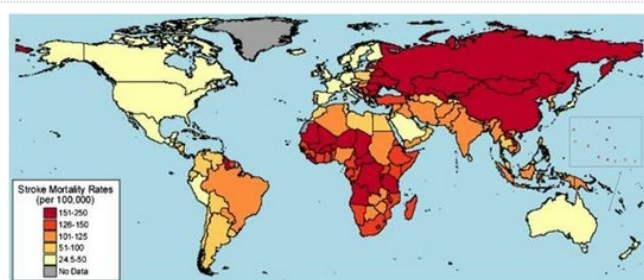 Stroke Mortality Rates
(per 100,000)
151-250
126-150
101-125
51-100
24.5-50
No Data